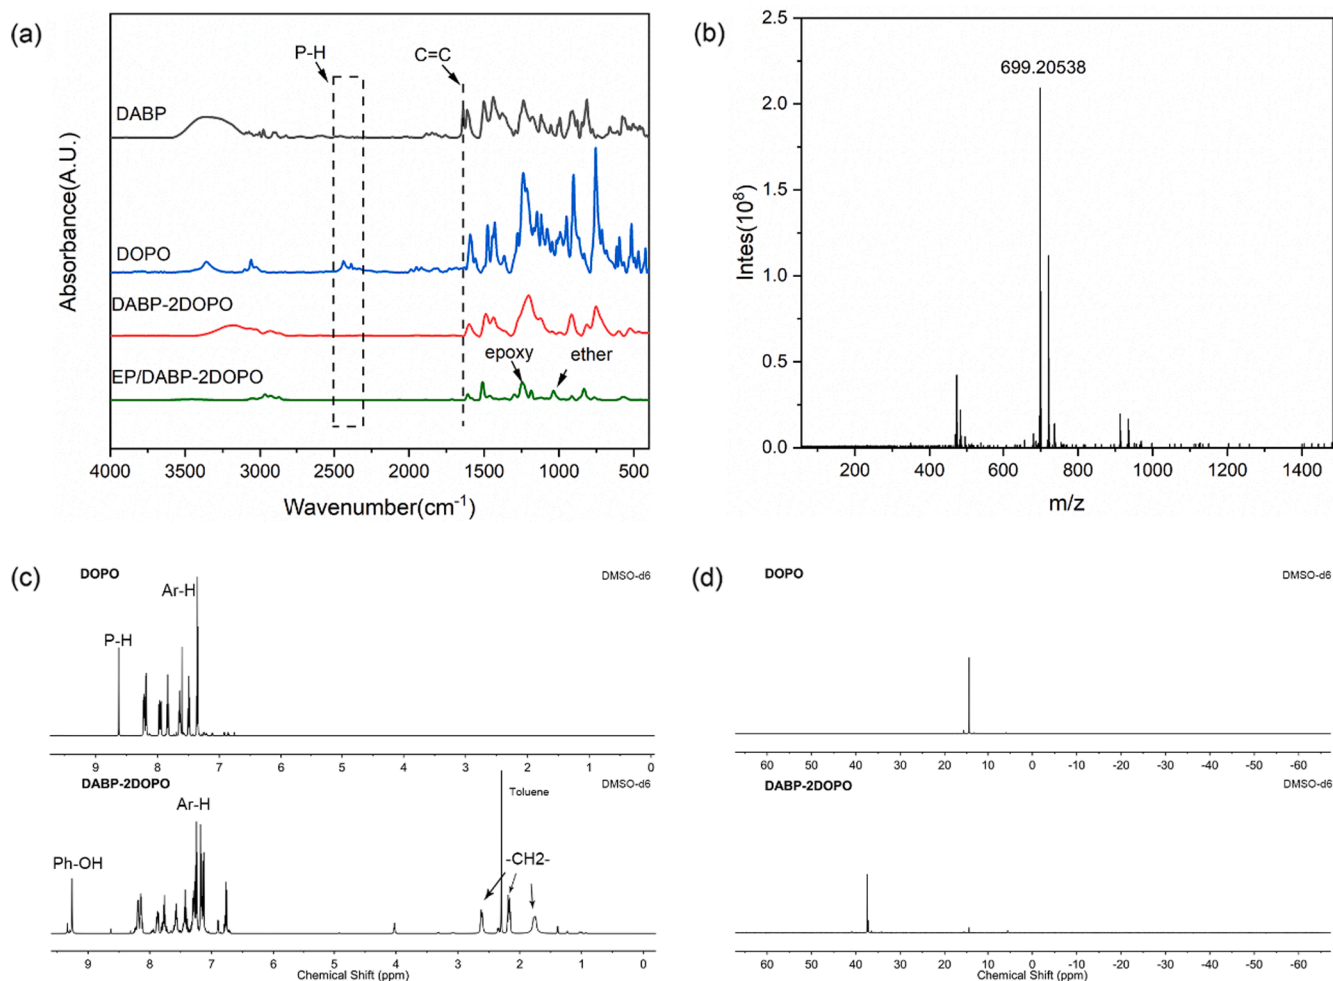 (a)
P-H
C=C
DABP
DOPO
DABP-2DOPO
epoxy
ether
EP/DABP-2DOPO
Absorbance(A.U.)
4000 3500 3000 2500 2000 1500 1000 500
Wavenumber(cm-1)
(b)
699.20538
2.5
2.0
1.5
1.0
0.5
0.0
Intes(10^8)
200 400 600 800 1000 1200 1400
m/z
(c)
DOPO
DMSO-d6
Ar-H
P-H
9 8 7 6 5 4 3 2 1 0
DABP-2DOPO
DMSO-d6
Ar-H
Toluene
Ph-OH
-CH2-
9 8 7 6 5 4 3 2 1 0
Chemical Shift (ppm)
(d)
DOPO
DMSO-d6
60 50 40 30 20 10 0 -10 -20 -30 -40 -50 -60
DABP-2DOPO
DMSO-d6
60 50 40 30 20 10 0 -10 -20 -30 -40 -50 -60
Chemical Shift (ppm)